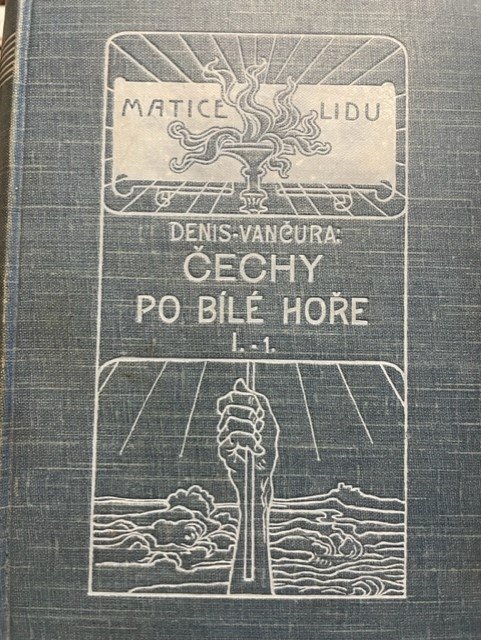 MATICE LIDU
DENIS-VANČURA:
ČECHY
PO BÍLÉ HOŘE
I.-1.